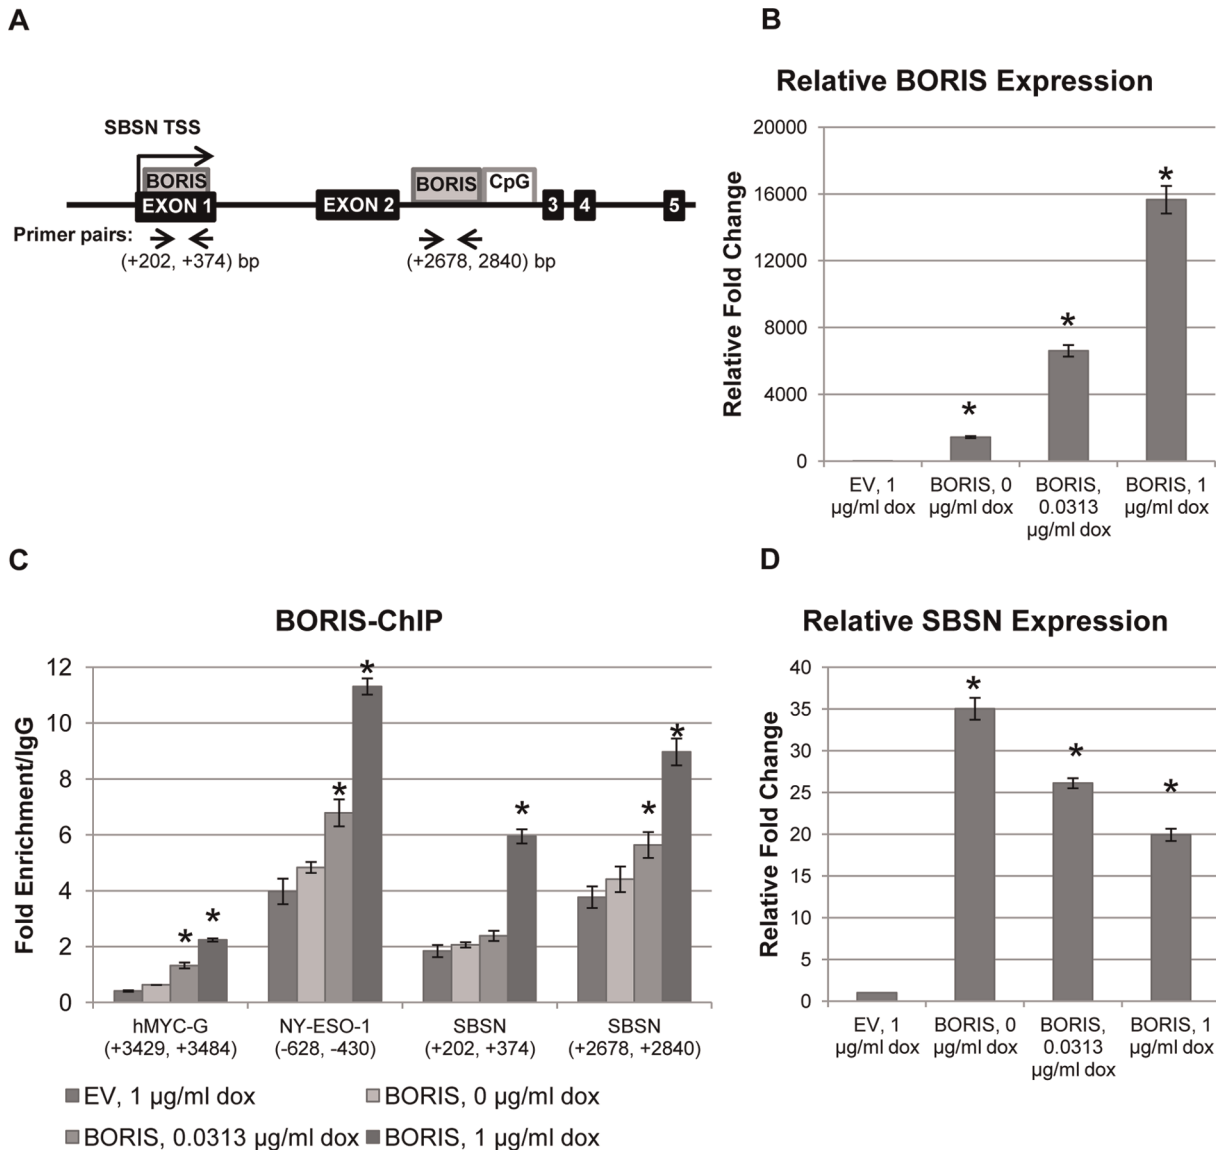 A
SBSN TSS
BORIS
EXON 1
EXON 2
BORIS
CpG
3
4
5
Primer pairs:
(+202, +374) bp
(+2678, 2840) bp
B
Relative BORIS Expression
Relative Fold Change
20000
16000
12000
8000
4000
0
*
*
*
EV, 1
µg/ml dox
BORIS, 0
µg/ml dox
BORIS,
0.0313
µg/ml dox
BORIS, 1
µg/ml dox
C
BORIS-ChIP
Fold Enrichment/IgG
12
10
8
6
4
2
0
*
*
*
*
*
*
*
hMYC-G
(+3429, +3484)
NY-ESO-1
(-628, -430)
SBSN
(+202, +374)
SBSN
(+2678, +2840)
EV, 1 µg/ml dox
BORIS, 0 µg/ml dox
BORIS, 0.0313 µg/ml dox
BORIS, 1 µg/ml dox
D
Relative SBSN Expression
Relative Fold Change
40
35
30
25
20
15
10
5
0
*
*
*
EV, 1
µg/ml dox
BORIS, 0
µg/ml dox
BORIS,
0.0313
µg/ml dox
BORIS, 1
µg/ml dox